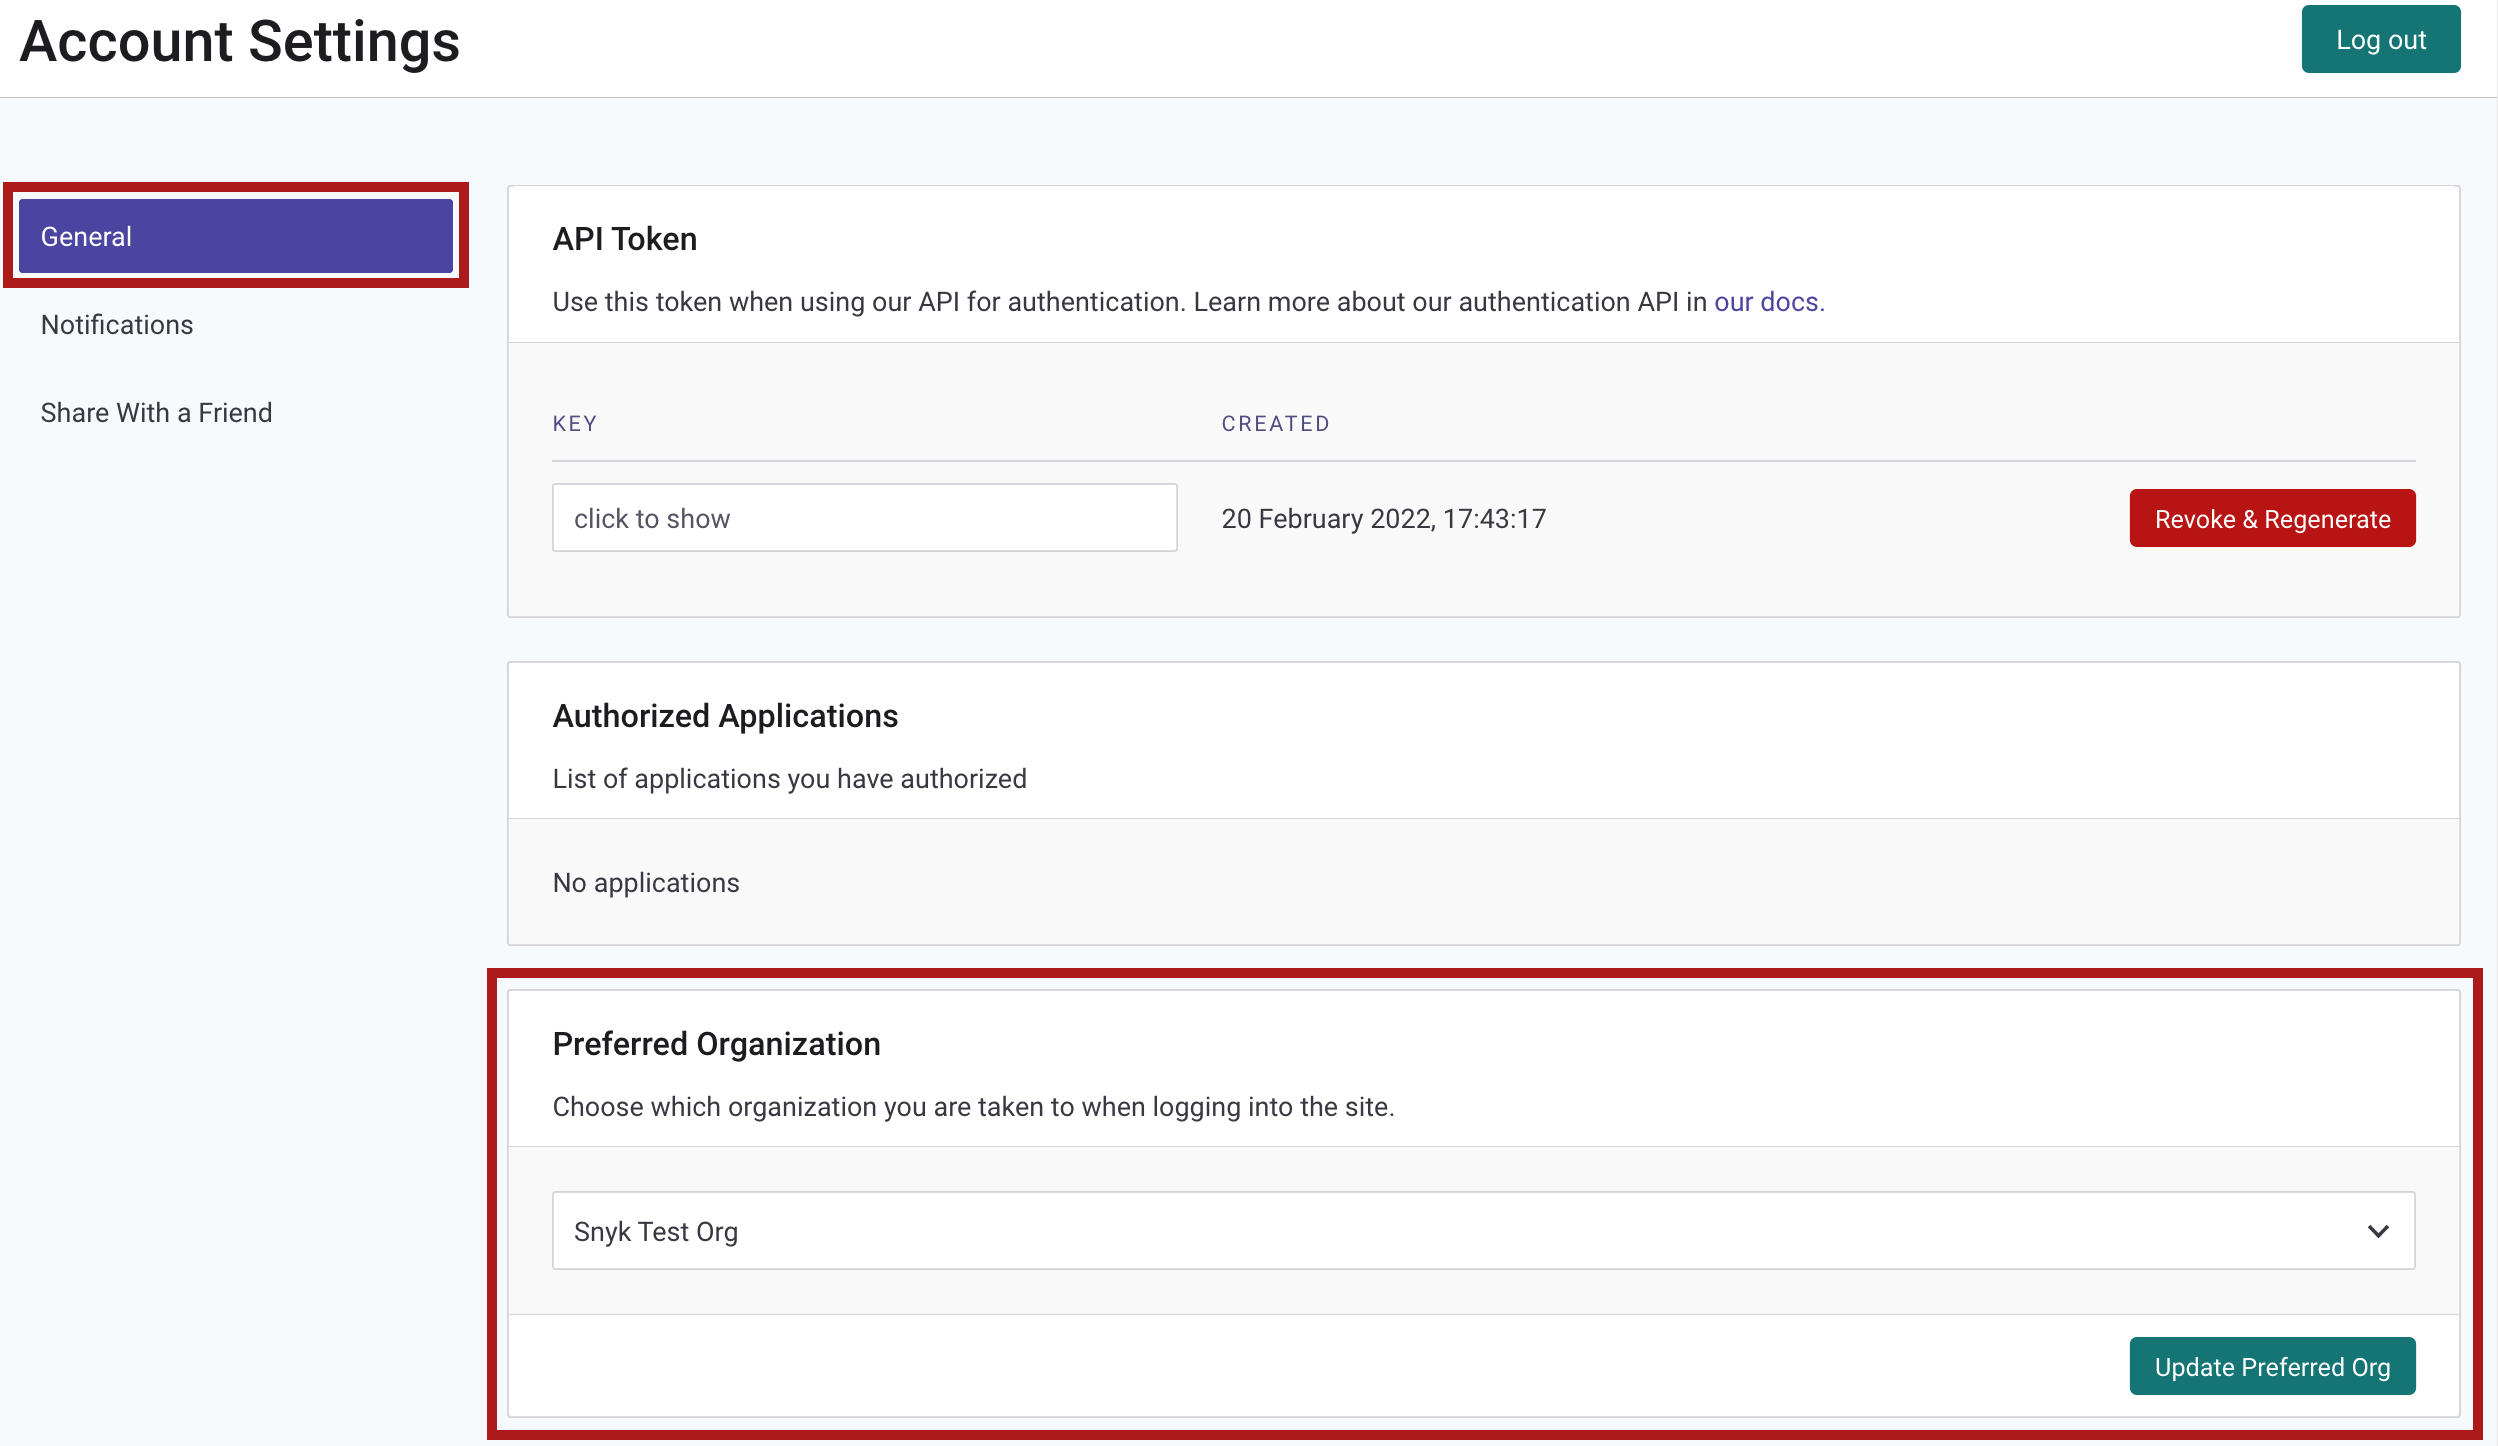 Account Settings
Log out
General
Notifications
Share With a Friend
API Token
Use this token when using our API for authentication. Learn more about our authentication API in our docs.
KEY CREATED
click to show 20 February 2022, 17:43:17 Revoke & Regenerate
Authorized Applications
List of applications you have authorized
No applications
Preferred Organization
Choose which organization you are taken to when logging into the site.
Snyk Test Org
Update Preferred Org